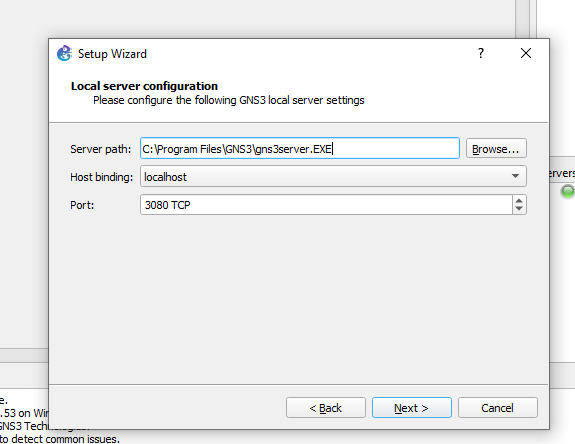 Setup Wizard
?
Local server configuration
Please configure the following GNS3 local server settings
Server path: C:\Program Files\GNS3\gns3server.EXE Browse...
Host binding: localhost
Port: 3080 TCP
< Back Next > Cancel
ervers
e.
.53 on Win
GNS3 Technologies.
to detect common issues.